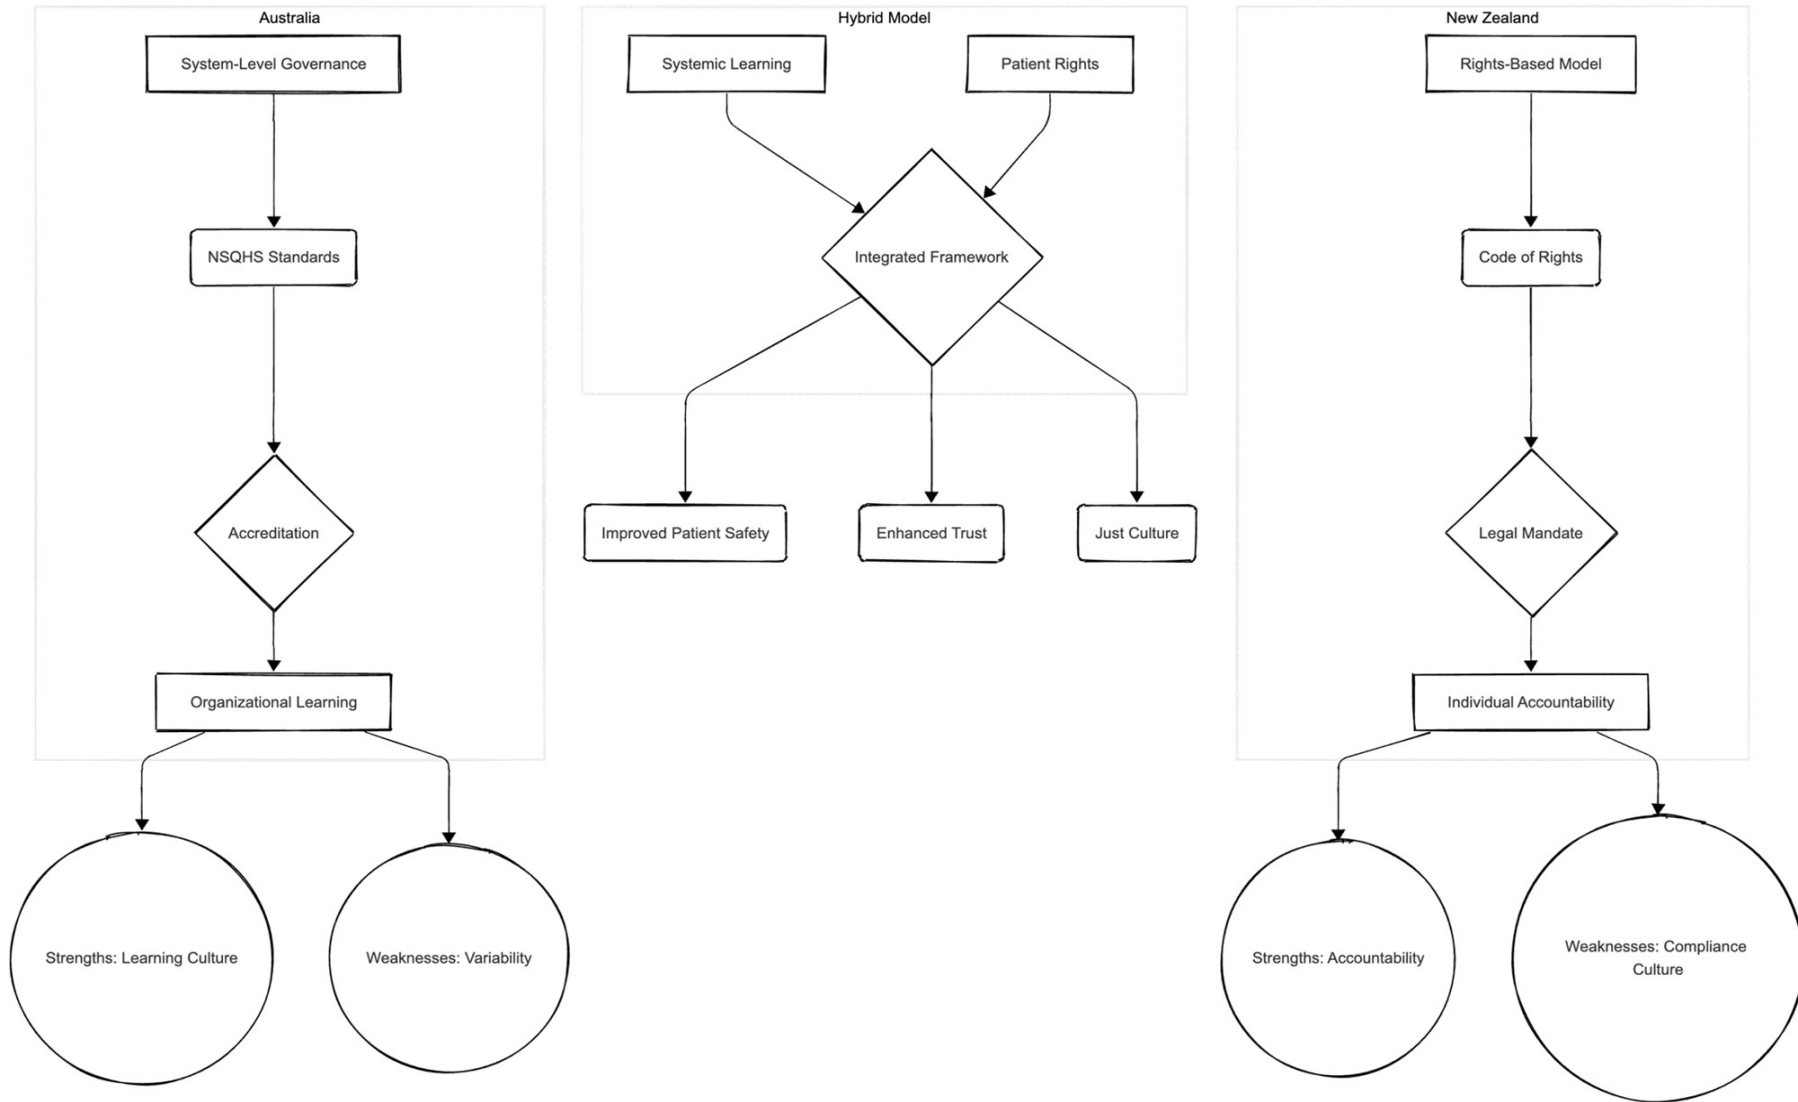 Australia
System-Level Governance
NSQHS Standards
Accreditation
Organizational Learning
Strengths: Learning Culture
Weaknesses: Variability
Hybrid Model
Systemic Learning
Patient Rights
Integrated Framework
Improved Patient Safety
Enhanced Trust
Just Culture
New Zealand
Rights-Based Model
Code of Rights
Legal Mandate
Individual Accountability
Strengths: Accountability
Weaknesses: Compliance
Culture